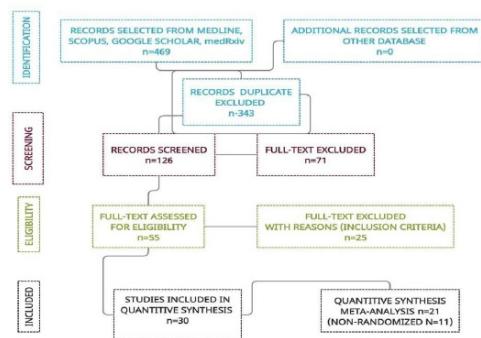 IDENTIFICATION
RECORDS SELECTED FROM MEDLINE,
SCOPUS, GOOGLE SCHOLAR, medRxiv
n=469
ADDITIONAL RECORDS SELECTED FROM
OTHER DATABASE
n=0
RECORDS DUPLICATE
EXCLUDED
n-343
SCREENING
RECORDS SCREENED
n=126
FULL-TEXT EXCLUDED
n=71
ELIGIBILITY
FULL-TEXT ASSESSED
FOR ELIGIBILITY
n=55
FULL-TEXT EXCLUDED
WITH REASONS (INCLUSION CRITERIA)
n=25
INCLUDED
STUDIES INCLUDED IN
QUANTITIVE SYNTHESIS
n=30
QUANTITIVE SYNTHESIS
META-ANALYSIS n=21
(NON-RANDOMIZED N=11)